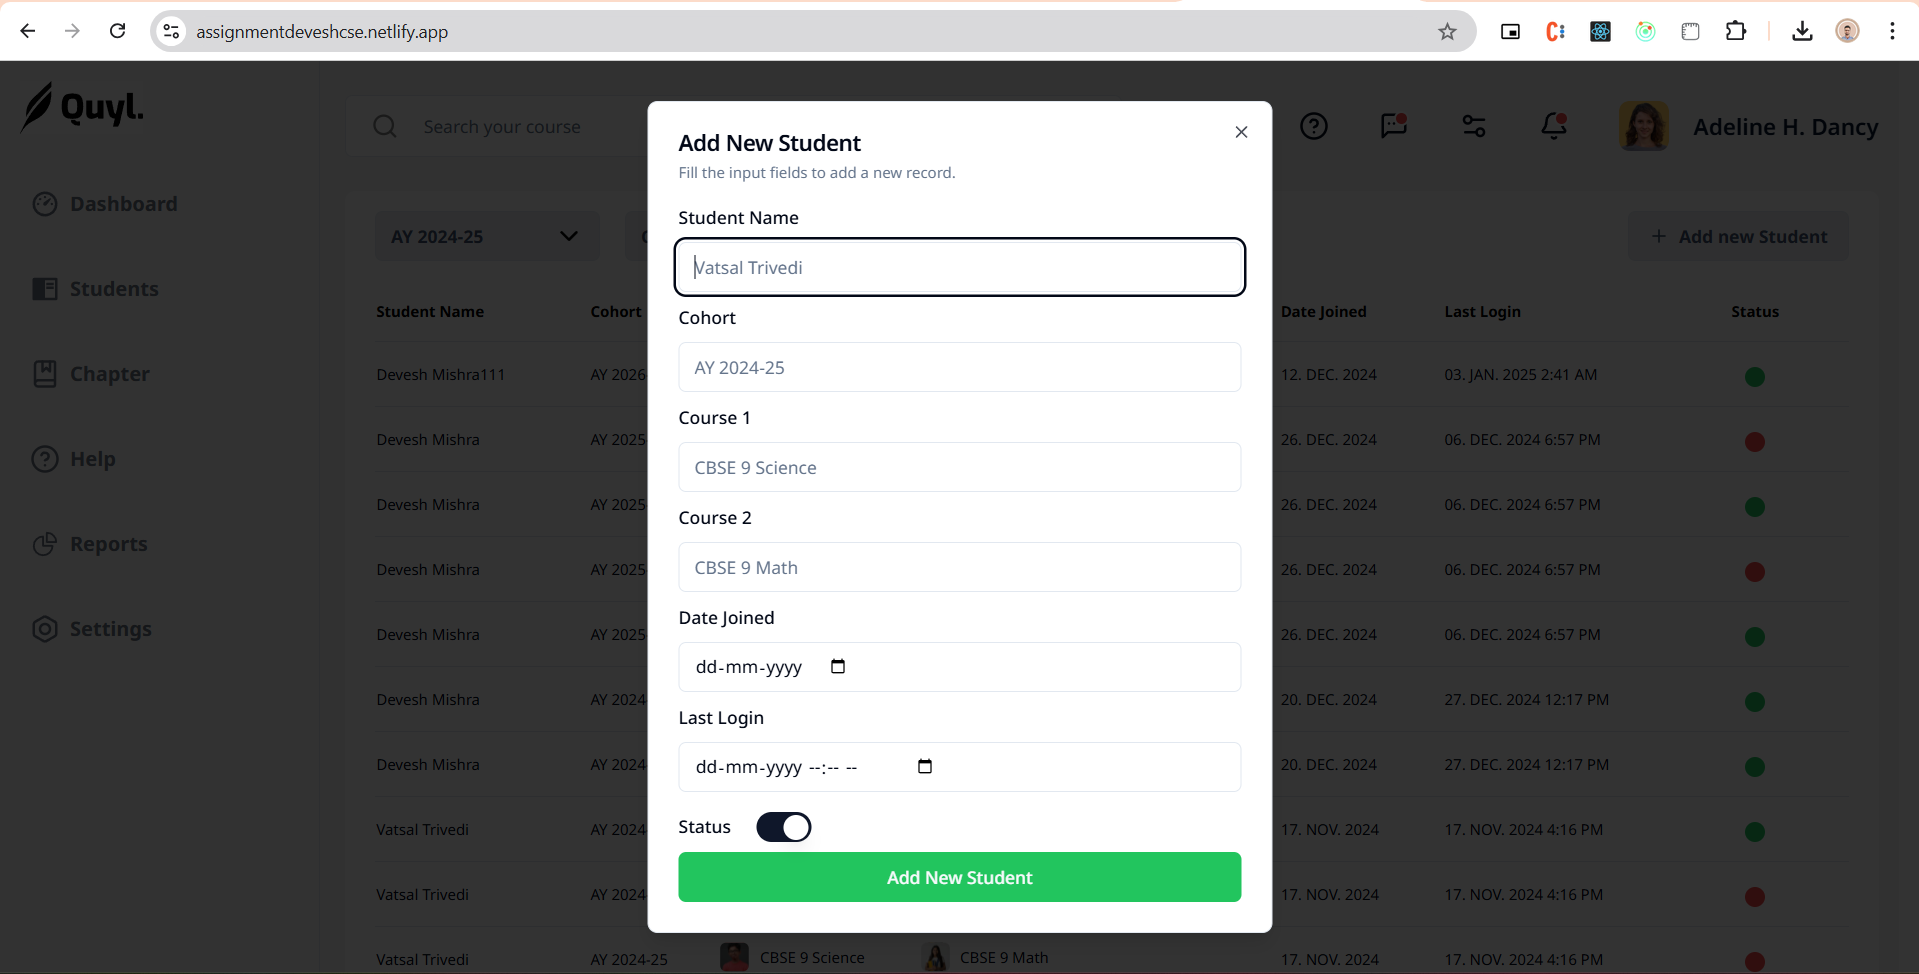 assignmentdeveshcse.netlify.app
Quyl.
Search your course
Adeline H. Dancy
Dashboard
Students
Chapter
Help
Reports
Settings
AY 2024-25
+ Add new Student
Student Name Cohort Date Joined Last Login Status
Devesh Mishra111 AY 2026- 12. DEC. 2024 03. JAN. 2025 2:41 AM
Devesh Mishra AY 2025- 26. DEC. 2024 06. DEC. 2024 6:57 PM
Devesh Mishra AY 2025- 26. DEC. 2024 06. DEC. 2024 6:57 PM
Devesh Mishra AY 2025- 26. DEC. 2024 06. DEC. 2024 6:57 PM
Devesh Mishra AY 2025- 26. DEC. 2024 06. DEC. 2024 6:57 PM
Devesh Mishra AY 2024- 20. DEC. 2024 27. DEC. 2024 12:17 PM
Devesh Mishra AY 2024- 20. DEC. 2024 27. DEC. 2024 12:17 PM
Vatsal Trivedi AY 2024- 17. NOV. 2024 17. NOV. 2024 4:16 PM
Vatsal Trivedi AY 2024- 17. NOV. 2024 17. NOV. 2024 4:16 PM
Vatsal Trivedi AY 2024-25 CBSE 9 Science CBSE 9 Math 17. NOV. 2024 17. NOV. 2024 4:16 PM
Add New Student
Fill the input fields to add a new record.
Student Name
Vatsal Trivedi
Cohort
AY 2024-25
Course 1
CBSE 9 Science
Course 2
CBSE 9 Math
Date Joined
dd-mm-yyyy
Last Login
dd-mm-yyyy --:-- --
Status
Add New Student